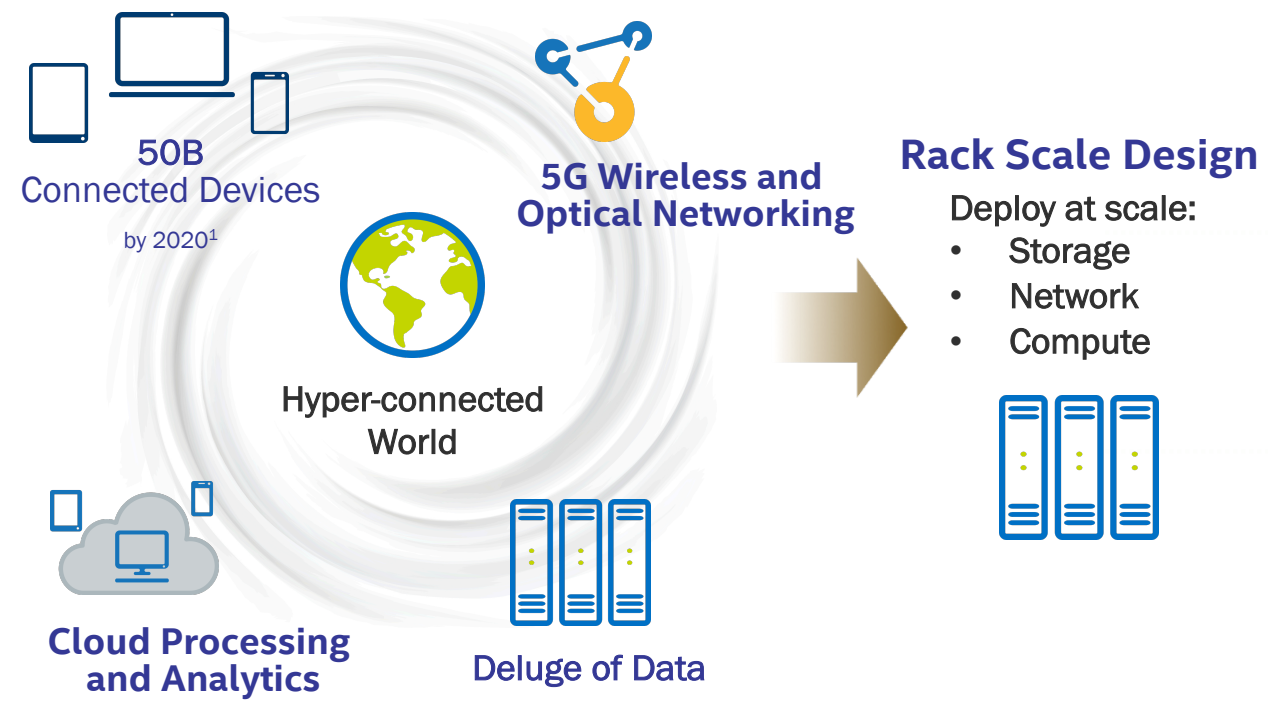 50B
Connected Devices
by 2020¹
5G Wireless and
Optical Networking
Hyper-connected
World
Cloud Processing
and Analytics
Deluge of Data
Rack Scale Design
Deploy at scale:
• Storage
• Network
• Compute